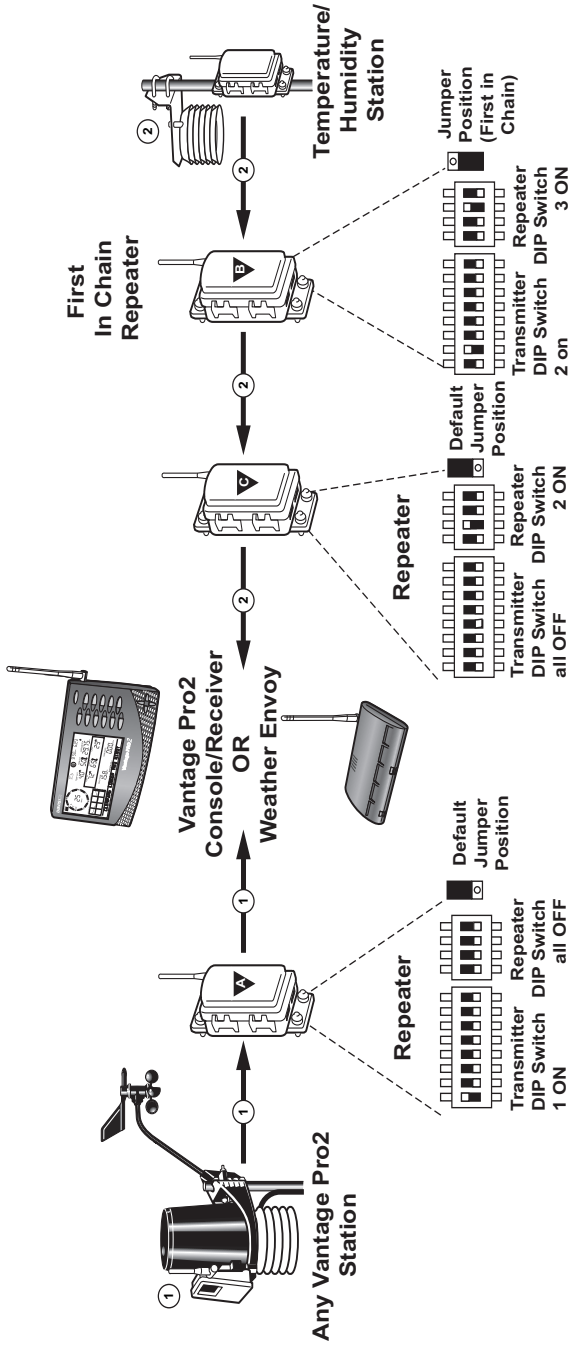 1
Any Vantage Pro2
Station
1
A
Repeater
Transmitter
DIP Switch
1 ON
Repeater
DIP Switch
all OFF
Default
Jumper
Position
1
Vantage Pro2
Console/Receiver
OR
Weather Envoy
2
C
Repeater
Transmitter
DIP Switch
all OFF
Repeater
DIP Switch
2 ON
Default
Jumper
Position
2
First
In Chain
Repeater
B
Transmitter
DIP Switch
2 on
Repeater
DIP Switch
3 ON
Jumper
Position
(First in
Chain)
2
2
Temperature/
Humidity
Station